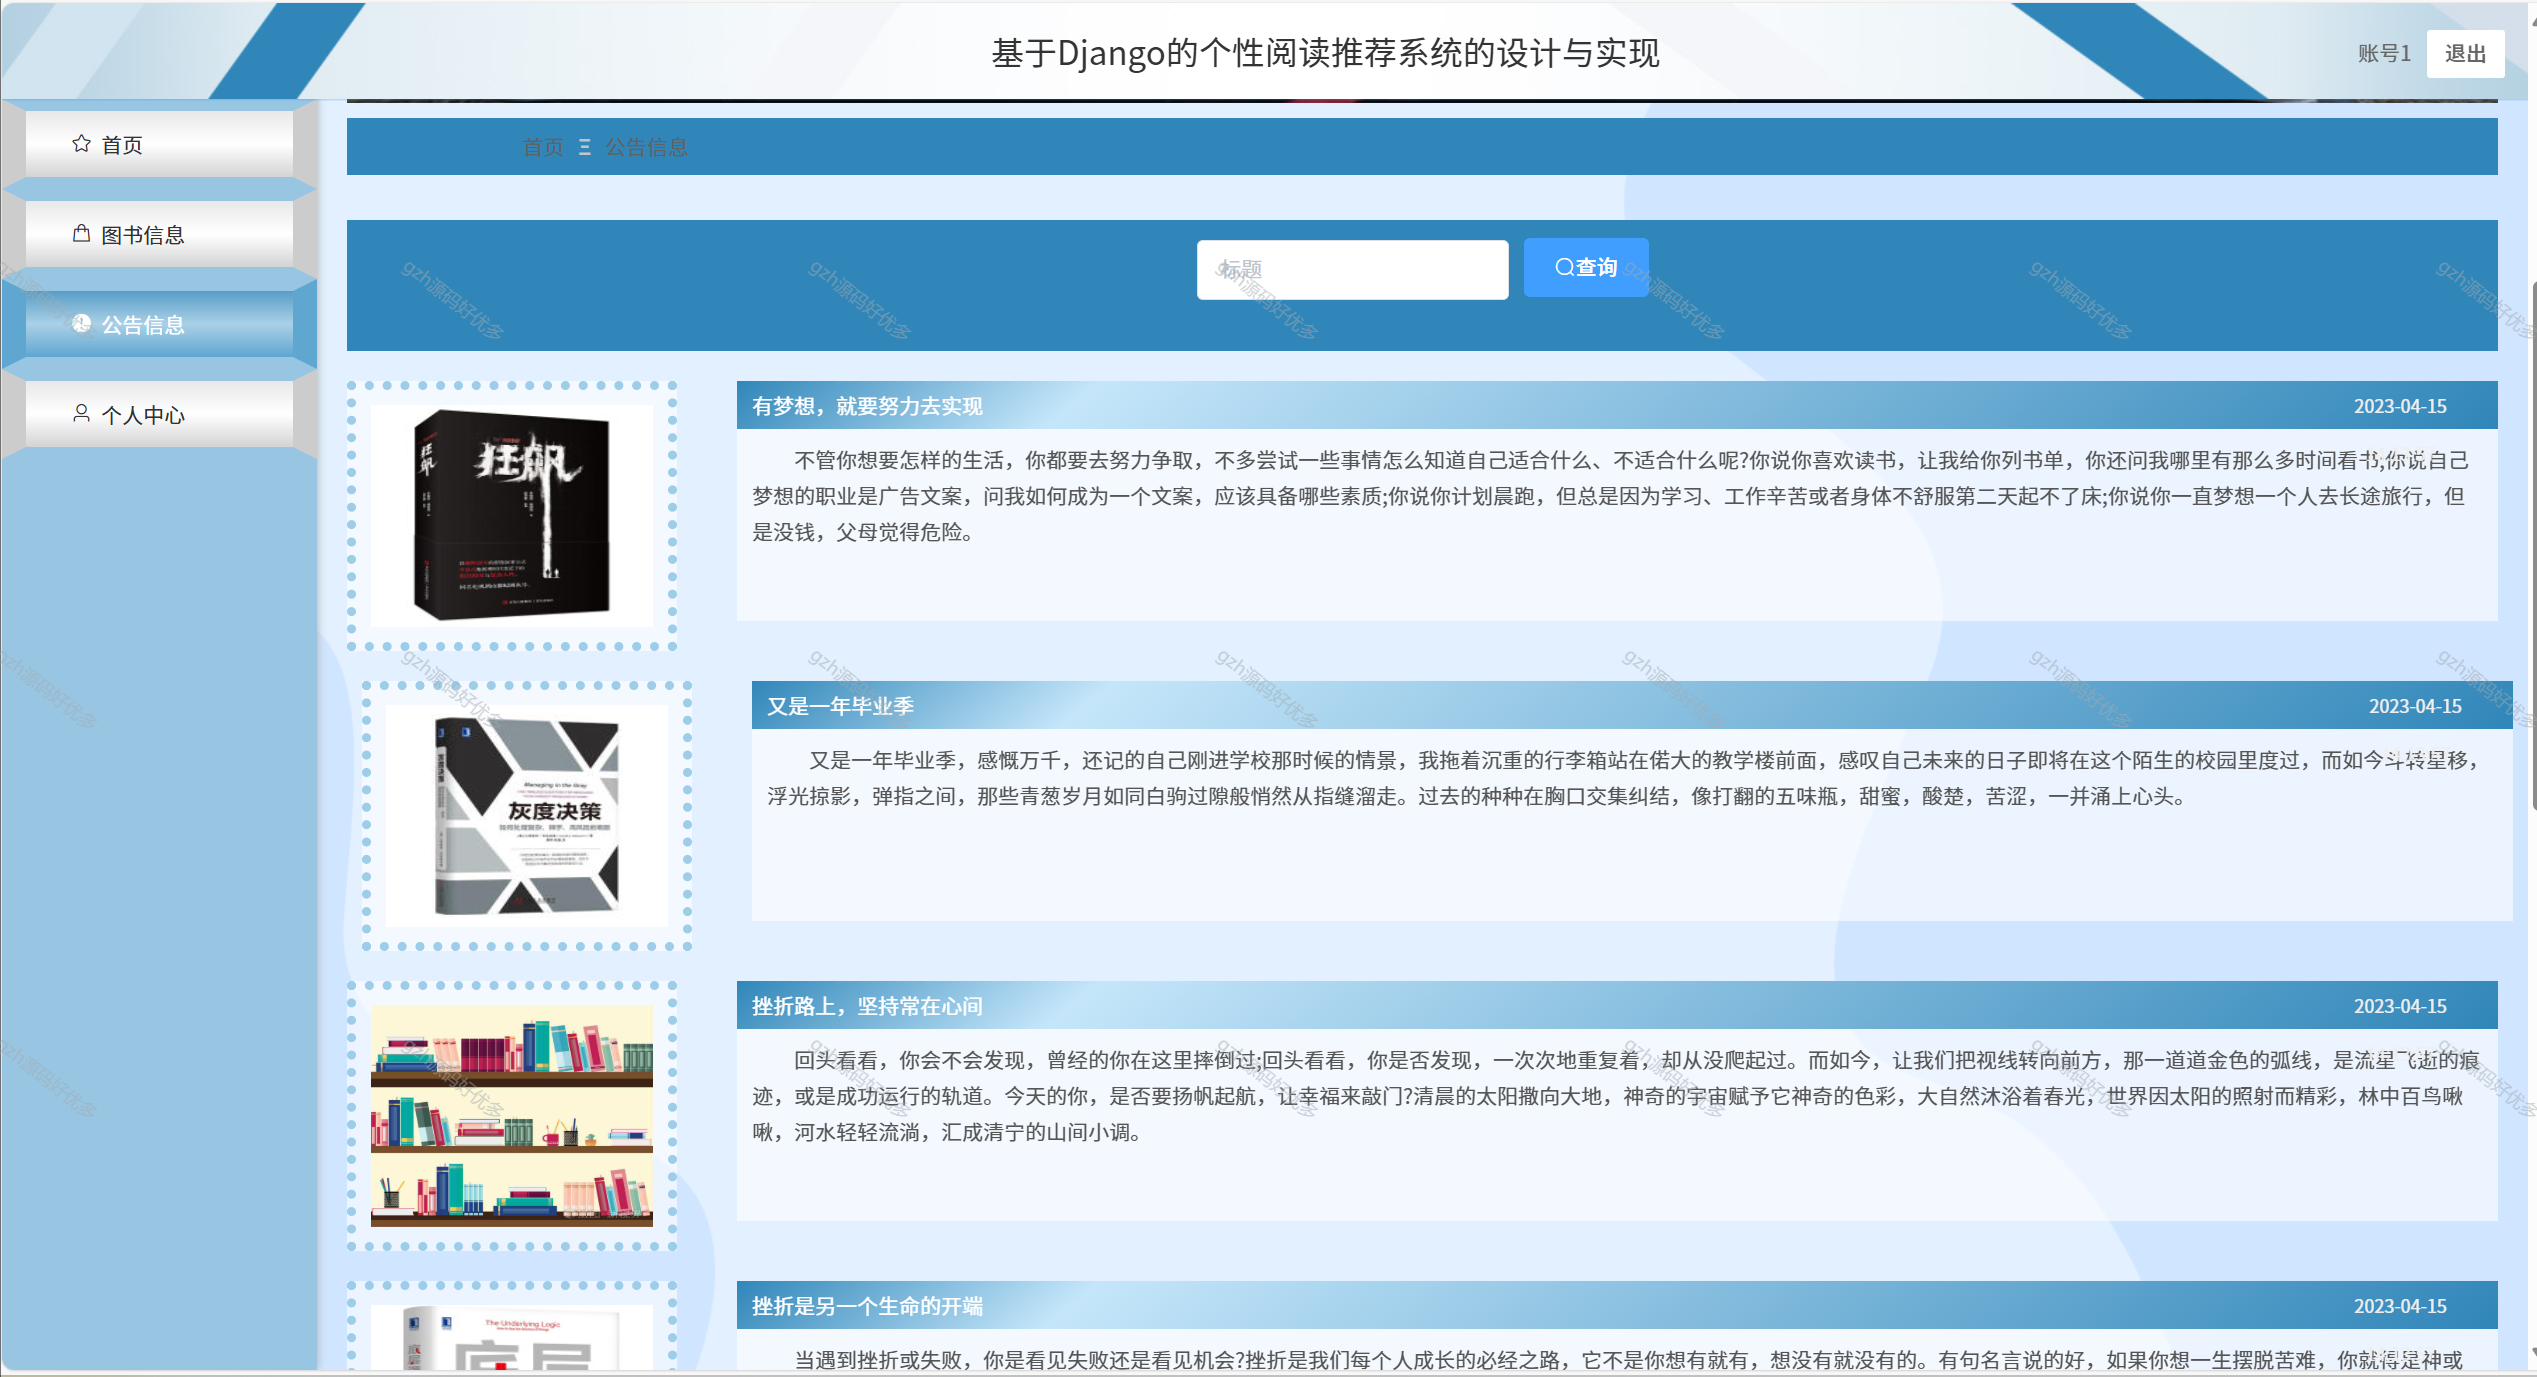 基于Django的个性阅读推荐系统的设计与实现
账号1
退出
首页
图书信息
公告信息
个人中心
首页 Ξ 公告信息
标题
查询
狂飙
狂飙
有梦想，就要努力去实现
2023-04-15
不管你想要怎样的生活，你都要去努力争取，不多尝试一些事情怎么知道自己适合什么、不适合什么呢?你说你喜欢读书，让我给你列书单，你还问我哪里有那么多时间看书;你说自己
梦想的职业是广告文案，问我如何成为一个文案，应该具备哪些素质;你说你计划晨跑，但总是因为学习、工作辛苦或者身体不舒服第二天起不了床;你说你一直梦想一个人去长途旅行，但
是没钱，父母觉得危险。
Managing in the Gray
灰度决策
又是一年毕业季
2023-04-15
又是一年毕业季，感慨万千，还记的自己刚进学校那时候的情景，我拖着沉重的行李箱站在偌大的教学楼前面，感叹自己未来的日子即将在这个陌生的校园里度过，而如今斗转星移，
浮光掠影，弹指之间，那些青葱岁月如同白驹过隙般悄然从指缝溜走。过去的种种在胸口交集纠结，像打翻的五味瓶，甜蜜，酸楚，苦涩，一并涌上心头。
挫折路上，坚持常在心间
2023-04-15
回头看看，你会不会发现，曾经的你在这里摔倒过;回头看看，你是否发现，一次次地重复着，却从没爬起过。而如今，让我们把视线转向前方，那一道道金色的弧线，是流星飞逝的痕
迹，或是成功运行的轨道。今天的你，是否要扬帆起航，让幸福来敲门?清晨的太阳撒向大地，神奇的宇宙赋予它神奇的色彩，大自然沐浴着春光，世界因太阳的照射而精彩，林中百鸟啾
啾，河水轻轻流淌，汇成清宁的山间小调。
The Underlying Logic
底层
挫折是另一个生命的开端
2023-04-15
当遇到挫折或失败，你是看见失败还是看见机会?挫折是我们每个人成长的必经之路，它不是你想有就有，想没有就没有的。有句名言说的好，如果你想一生摆脱苦难，你就得是神或
gzh源码好优多